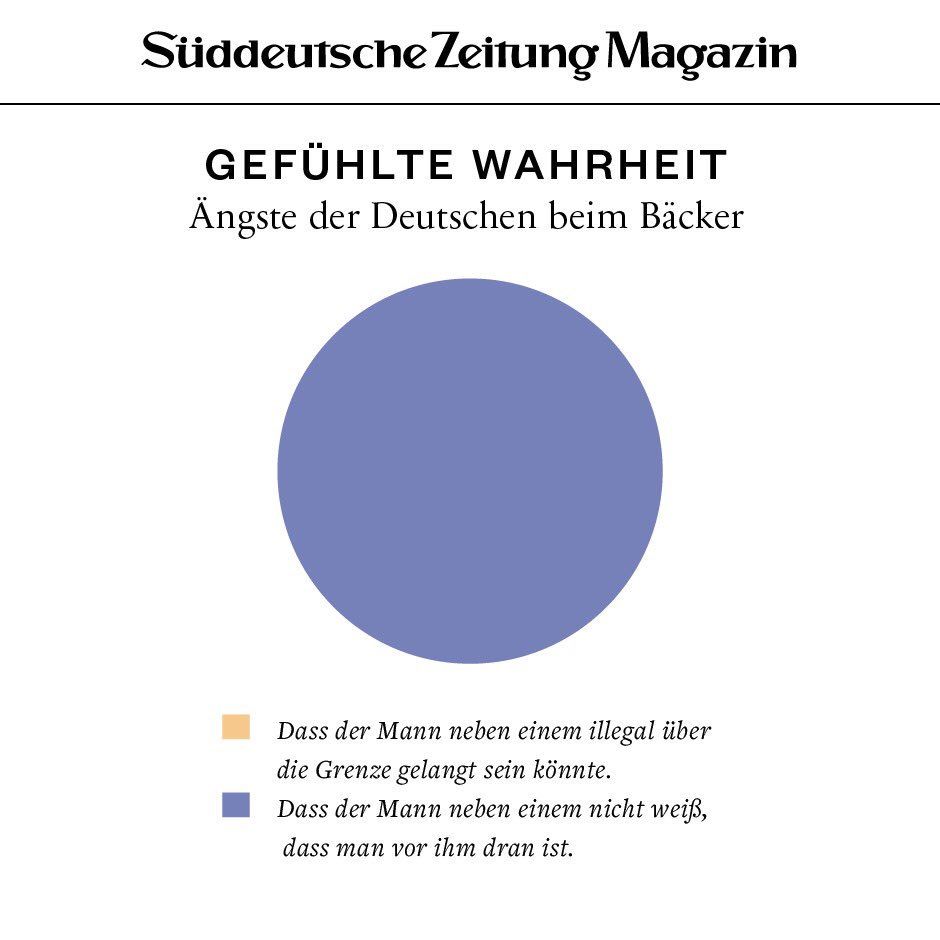 Süddeutsche Zeitung Magazin
GEFÜHLTE WAHRHEIT
Ängste der Deutschen beim Bäcker
Dass der Mann neben einem illegal über
die Grenze gelangt sein könnte.
Dass der Mann neben einem nicht weiß,
dass man vor ihm dran ist.